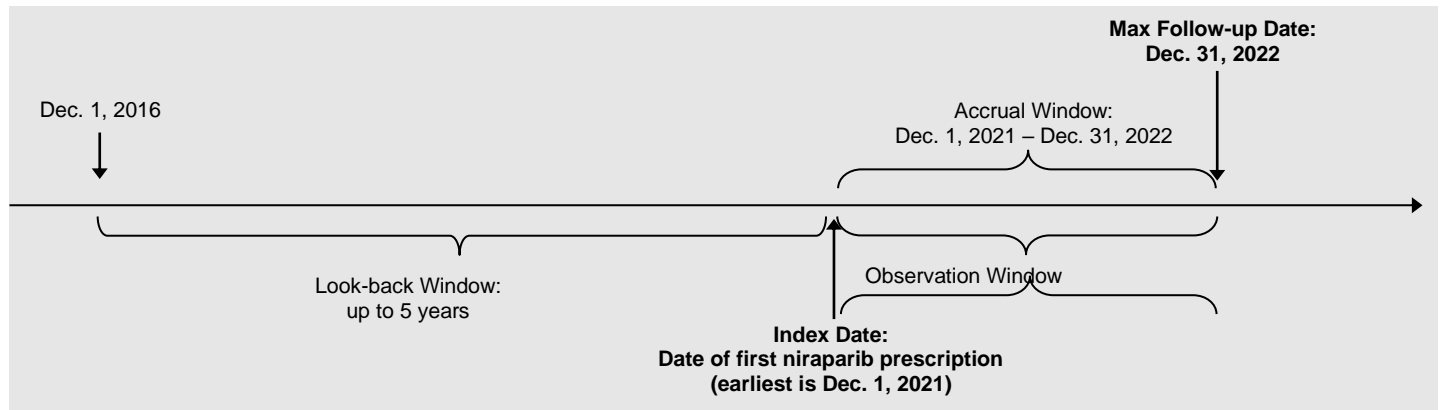 Max Follow-up Date:
Dec. 31, 2022
Dec. 1, 2016
Accrual Window:
Dec. 1, 2021 – Dec. 31, 2022
Look-back Window:
up to 5 years
Observation Window
Index Date:
Date of first niraparib prescription
(earliest is Dec. 1, 2021)